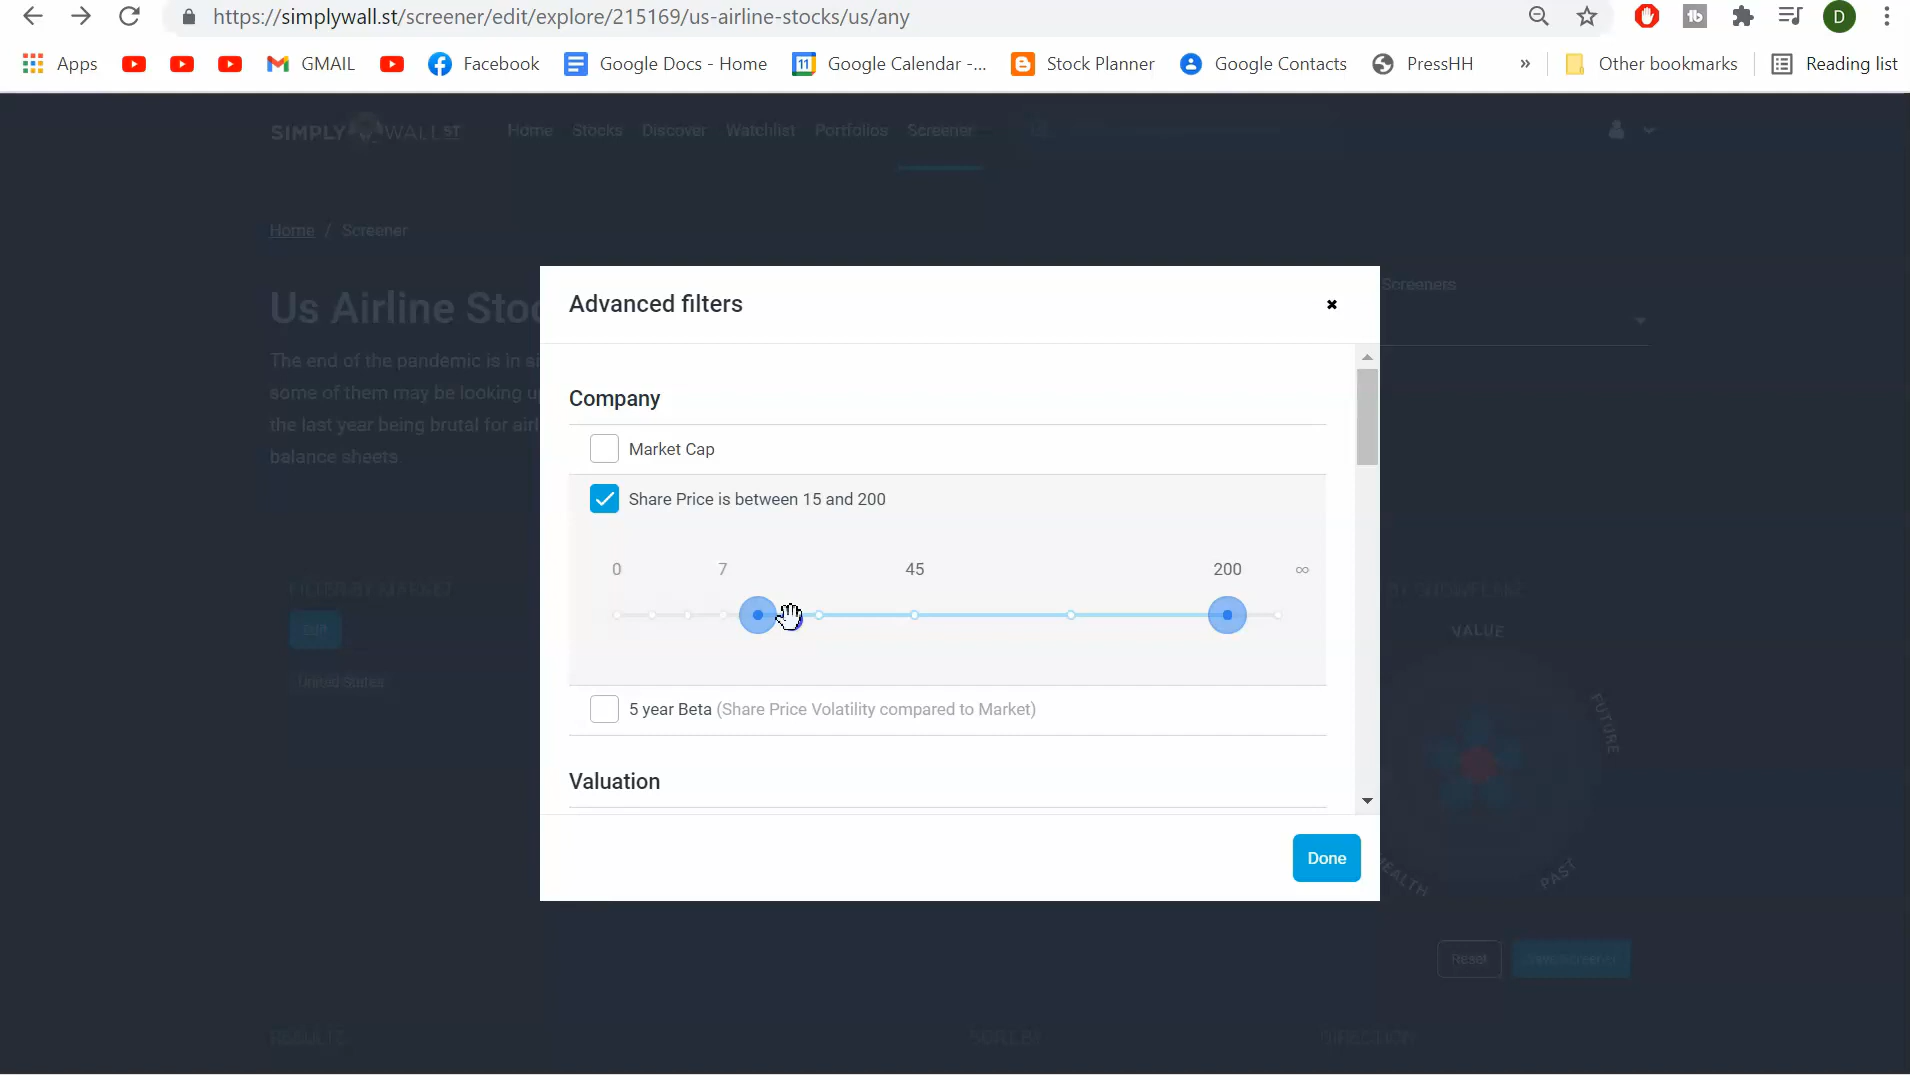 https://simplywall.st/screener/edit/explore/215169/us-airline-stocks/us/any
D
Apps
GMAIL
Facebook
Google Docs - Home
11
Google Calendar -...
Stock Planner
Google Contacts
PressHH
»
Other bookmarks
Reading list
SIMPLY WALL ST
Home
Stocks
Discover
Watchlist
Portfolios
Screener
Home / Screener
Us Airline Sto
Screeners
The end of the pandemic is in si
some of them may be looking u
the last year being brutal for air
balance sheets
Advanced filters
Company
Market Cap
Share Price is between 15 and 200
0 7 45 200 ∞
5 year Beta (Share Price Volatility compared to Market)
Valuation
Done
FILTER BY MARKET
Edit
United States
VALUE
FUTURE
PAST
HEALTH
Reset
RESULTS
SORT BY
DIRECTION